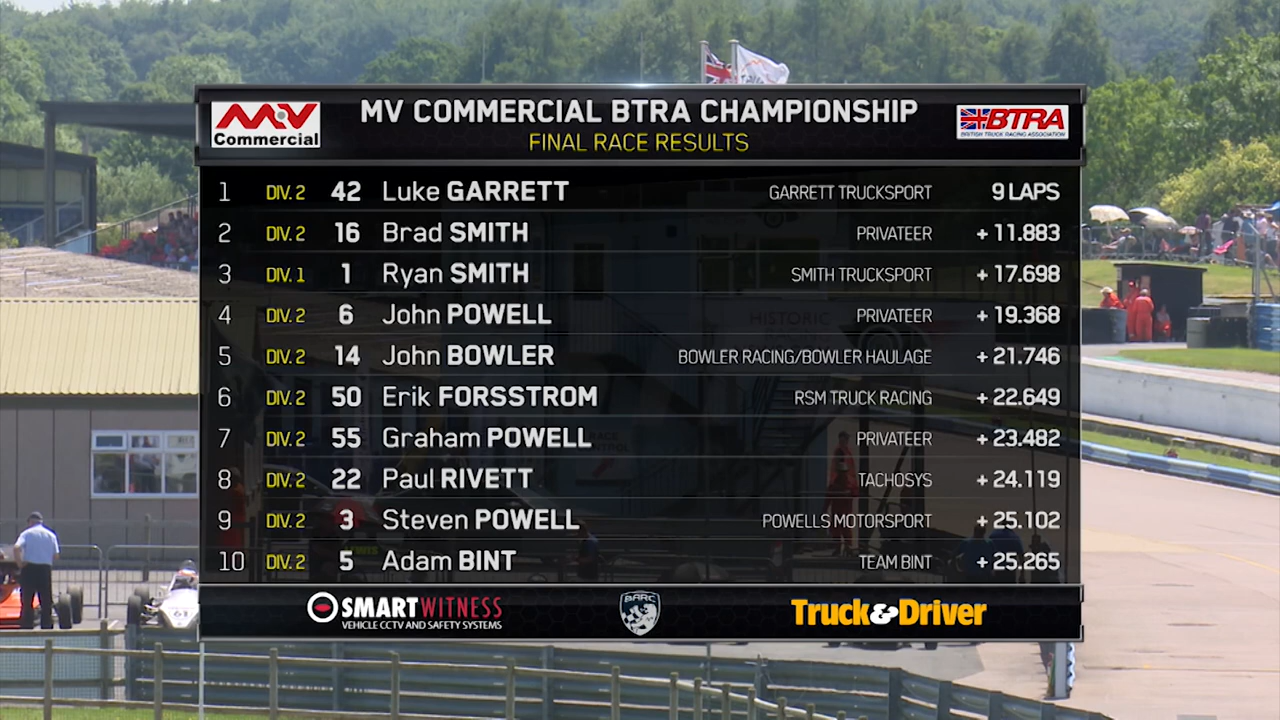 MV COMMERCIAL BTRA CHAMPIONSHIP
FINAL RACE RESULTS
MV Commercial
BTRA
BRITISH TRUCK RACING ASSOCIATION
1 DIV. 2 42 Luke GARRETT GARRETT TRUCKSPORT 9 LAPS
2 DIV. 2 16 Brad SMITH PRIVATEER + 11.883
3 DIV. 1 1 Ryan SMITH SMITH TRUCKSPORT + 17.698
4 DIV. 2 6 John POWELL PRIVATEER + 19.368
5 DIV. 2 14 John BOWLER BOWLER RACING/BOWLER HAULAGE + 21.746
6 DIV. 2 50 Erik FORSSTROM RSM TRUCK RACING + 22.649
7 DIV. 2 55 Graham POWELL PRIVATEER + 23.482
8 DIV. 2 22 Paul RIVETT TACHOSYS + 24.119
9 DIV. 2 3 Steven POWELL POWELLS MOTORSPORT + 25.102
10 DIV. 2 5 Adam BINT TEAM BINT + 25.265
HISTORIC
61
SMARTWITNESS
VEHICLE CCTV AND SAFETY SYSTEMS
BARC
Truck&Driver